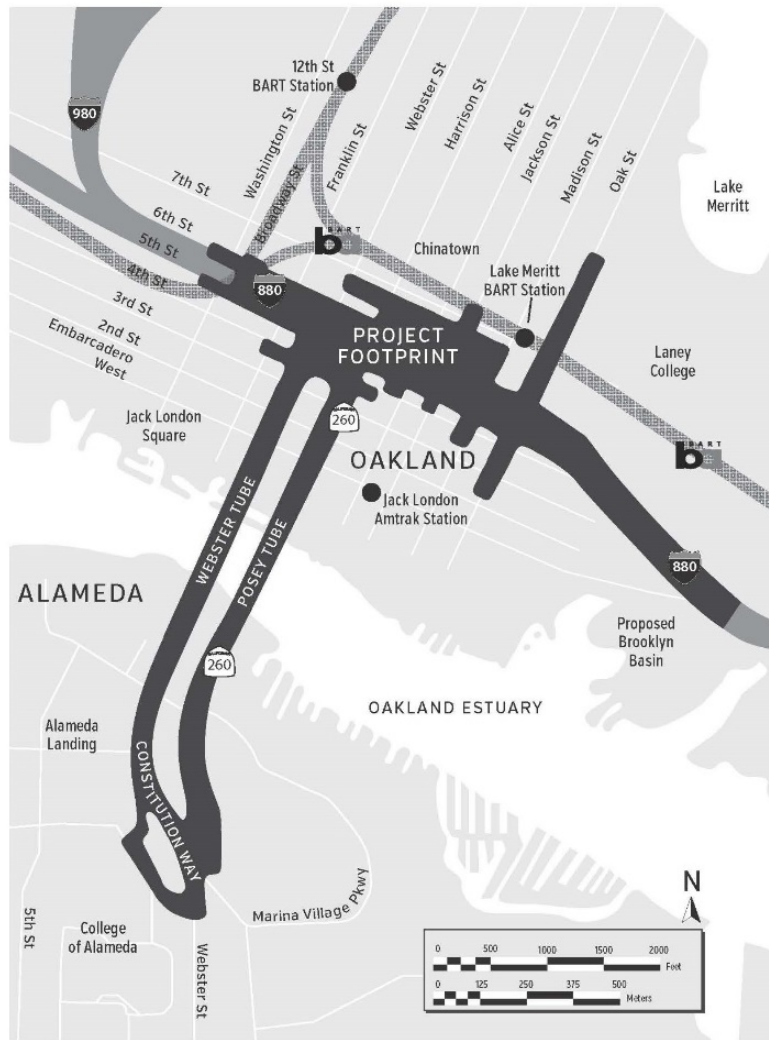 12th St
BART Station
980
Washington St
Broadway St
Franklin St
Webster St
Harrison St
Alice St
Jackson St
Madison St
Oak St
Lake
Merritt
7th St
6th St
5th St
4th St
3rd St
2nd St
Embarcadero
West
BART
b
Chinatown
Lake Meritt
BART Station
880
PROJECT
FOOTPRINT
Laney
College
Jack London
Square
CALIFORNIA
260
OAKLAND
BART
b
Jack London
Amtrak Station
WEBSTER TUBE
POSEY TUBE
880
ALAMEDA
Proposed
Brooklyn
Basin
CALIFORNIA
260
OAKLAND ESTUARY
Alameda
Landing
CONSTITUTION WAY
Marina Village Pkwy
5th St
College
of Alameda
Webster St
N
0 500 1000 1500 2000
Feet
0 125 250 375 500
Meters